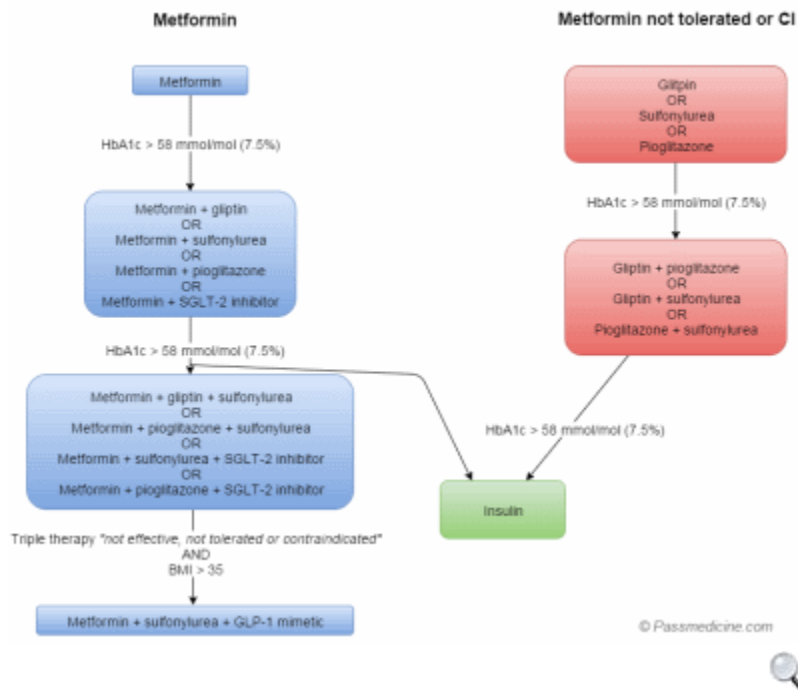 Metformin
Metformin
HbA1c > 58 mmol/mol (7.5%)
Metformin + gliptin
OR
Metformin + sulfonylurea
OR
Metformin + pioglitazone
OR
Metformin + SGLT-2 inhibitor
HbA1c > 58 mmol/mol (7.5%)
Metformin + gliptin + sulfonylurea
OR
Metformin + pioglitazone + sulfonylurea
OR
Metformin + sulfonylurea + SGLT-2 inhibitor
OR
Metformin + pioglitazone + SGLT-2 inhibitor
Triple therapy "not effective, not tolerated or contraindicated"
AND
BMI > 35
Metformin + sulfonylurea + GLP-1 mimetic
Metformin not tolerated or CI
Glitpin
OR
Sulfonylurea
OR
Pioglitazone
HbA1c > 58 mmol/mol (7.5%)
Gliptin + pioglitazone
OR
Gliptin + sulfonylurea
OR
Pioglitazone + sulfonylurea
HbA1c > 58 mmol/mol (7.5%)
Insulin
© Passmedicine.com